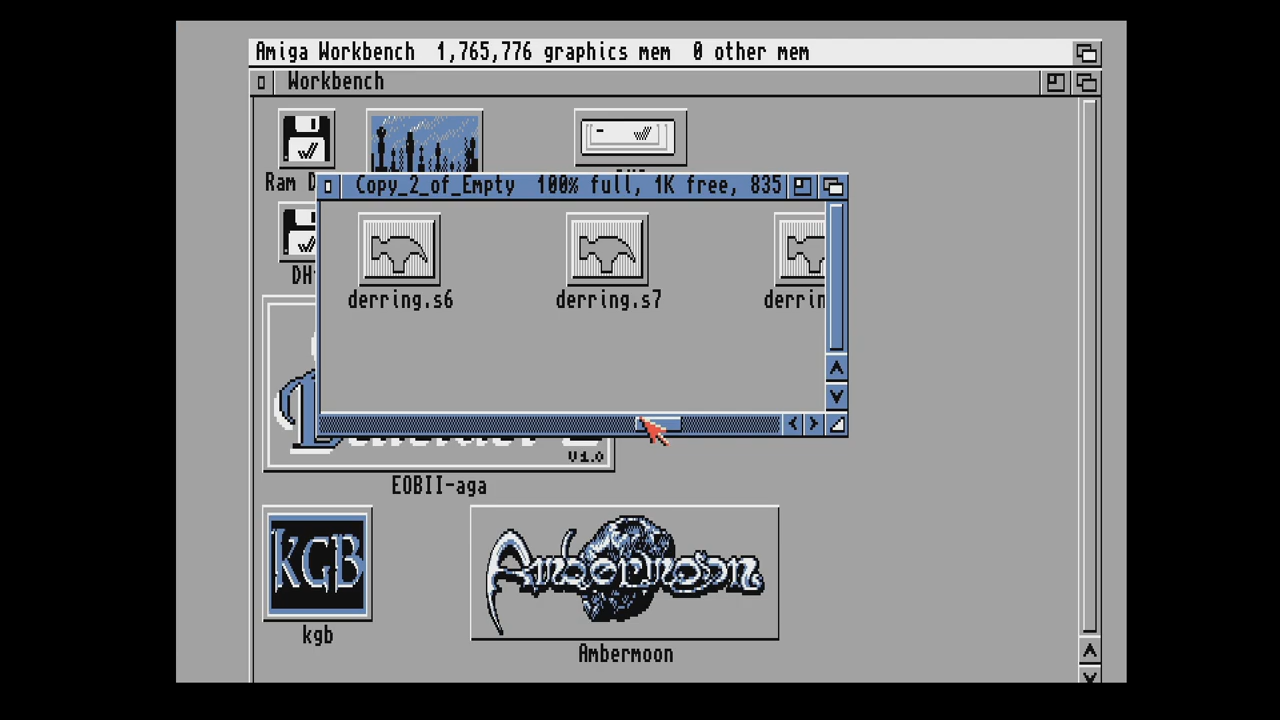 Amiga Workbench 1,765,776 graphics mem 0 other mem
Workbench
Ram D
Copy_2_of_Empty 100% full, 1K free, 835
DH
derring.s6 derring.s7 derrin
V1.0
EOBII-aga
KGB
Ambermoon
kgb
Ambermoon